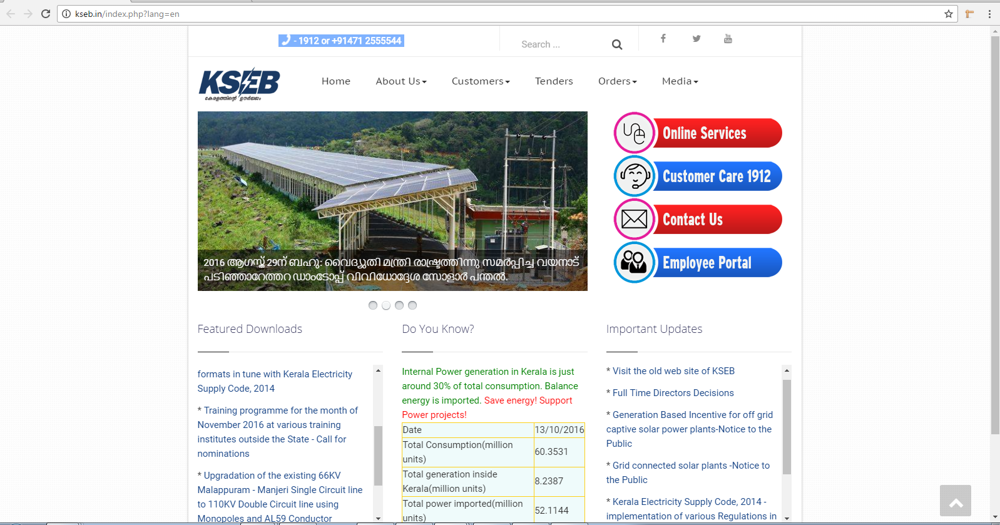 kseb.in/index.php?lang=en
- 1912 or +91471 2555544
Search ...
KSEB
കേരളത്തിന്റെ ഊർജ്ജം
Home
About Us
Customers
Tenders
Orders
Media
2016 ആഗസ്റ്റ് 29ന് ബഹു: വൈദ്യുതി മന്ത്രി രാഷ്ട്രത്തിന്നു സമർപ്പിച്ച വയനാട്
പടിഞ്ഞാറേത്തറ ഡാംടോപ്പ് വിവിധോദ്ദേശ സോളാർ പന്തൽ.
Online Services
Customer Care 1912
Contact Us
Employee Portal
Featured Downloads
formats in tune with Kerala Electricity
Supply Code, 2014
* Training programme for the month of
November 2016 at various training
institutes outside the State - Call for
nominations
* Upgradation of the existing 66KV
Malappuram - Manjeri Single Circuit line
to 110KV Double Circuit line using
Monopoles and AL59 Conductor
Do You Know?
Internal Power generation in Kerala is just
around 30% of total consumption. Balance
energy is imported. Save energy! Support
Power projects!
Date 13/10/2016
Total Consumption(million
units) 60.3531
Total generation inside
Kerala(million units) 8.2387
Total power imported(million
units) 52.1144
Important Updates
* Visit the old web site of KSEB
* Full Time Directors Decisions
* Generation Based Incentive for off grid
captive solar power plants-Notice to the
Public
* Grid connected solar plants -Notice to
the Public
* Kerala Electricity Supply Code, 2014 -
implementation of various Regulations in